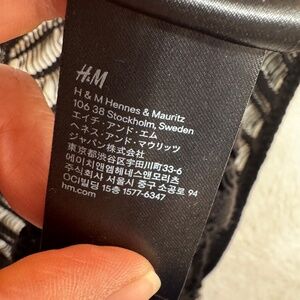 H&M
H & M Hennes & Mauritz
106 38 Stockholm, Sweden
エイチ・アンド・エム
ヘネス・アンド・マウリッツ
ジャパン株式会社
東京都渋谷区宇田川町33-6
에이치앤엠헤네스앤모리츠
주식회사 서울시 중구 소공로 94
OCI빌딩 15층 1577-6347
hm.com